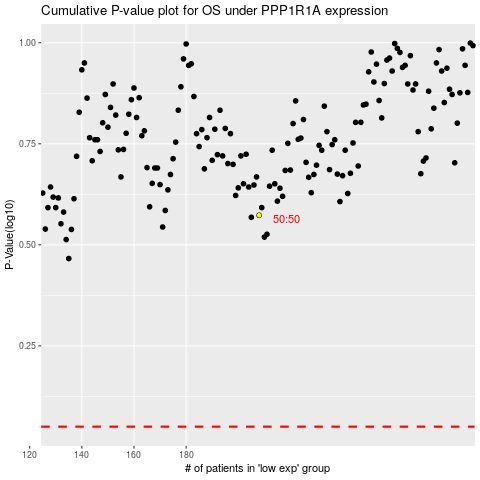 Cumulative P-value plot for OS under PPP1R1A expression
P-Value(log10)
1.00
0.75
0.50
0.25
50:50
120 140 160 180
# of patients in 'low exp' group